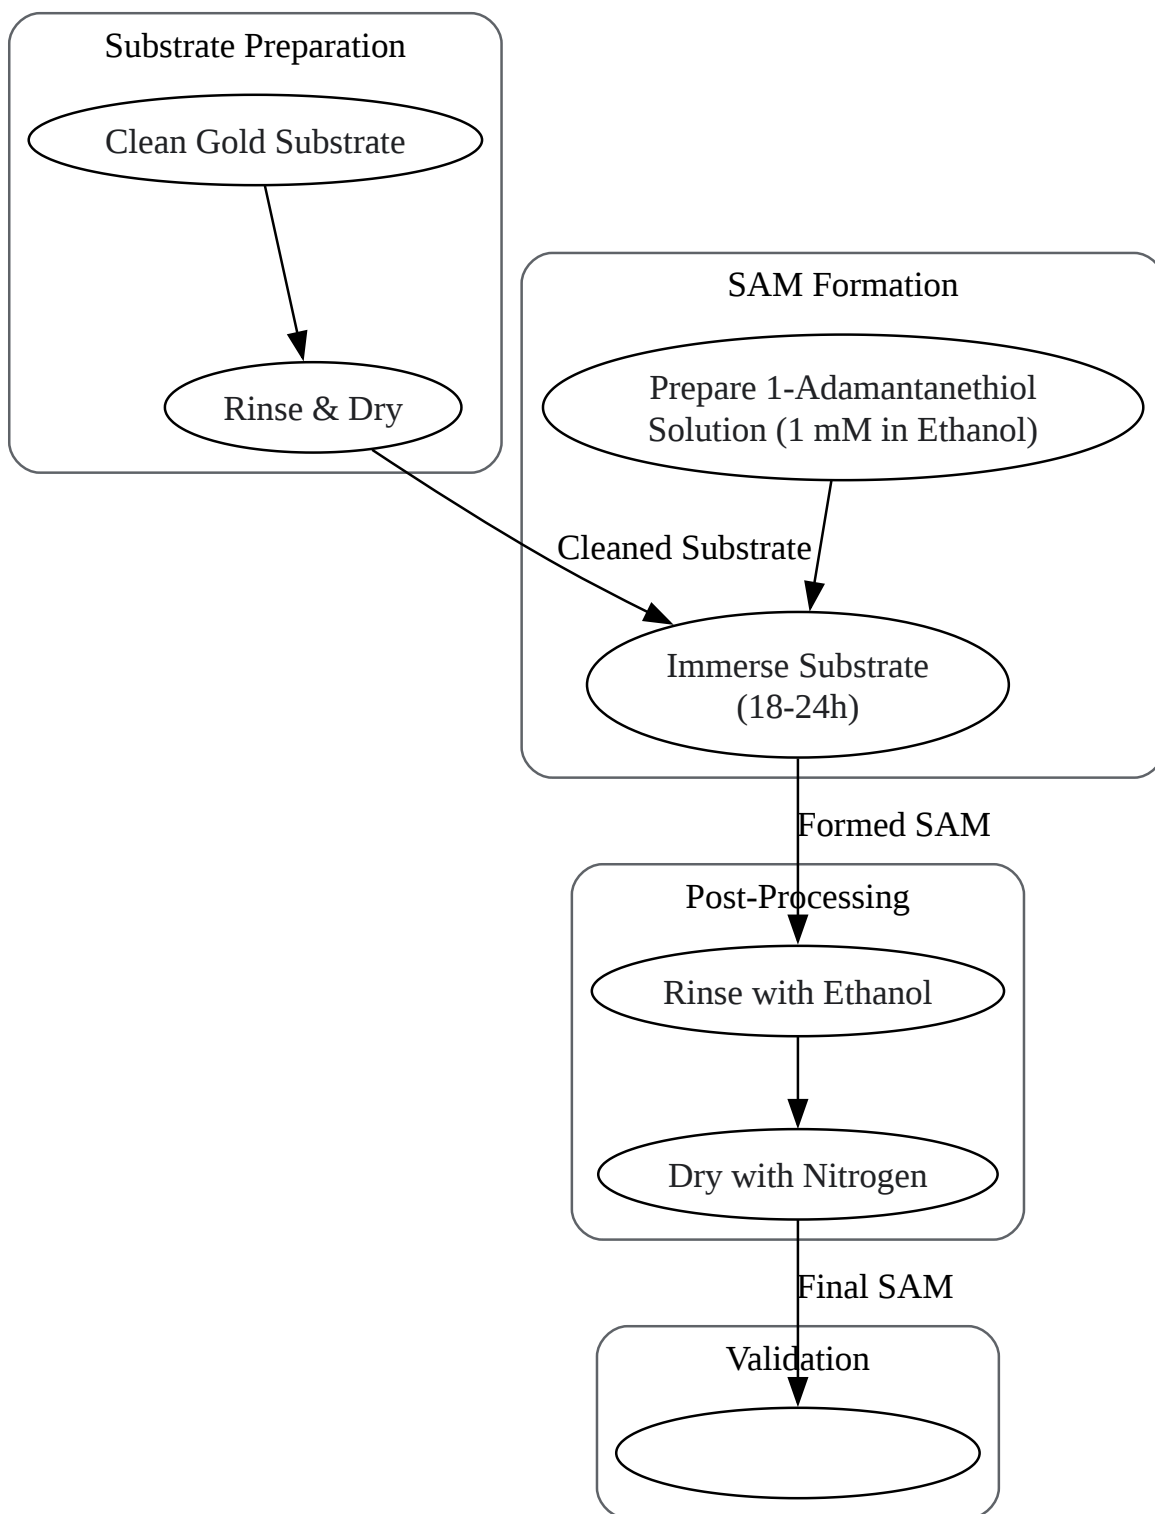 Substrate Preparation
Clean Gold Substrate
Rinse & Dry
SAM Formation
Prepare 1-Adamantanethiol
Solution (1 mM in Ethanol)
Cleaned Substrate
Immerse Substrate
(18-24h)
Formed SAM
Post-Processing
Rinse with Ethanol
Dry with Nitrogen
Final SAM
Validation